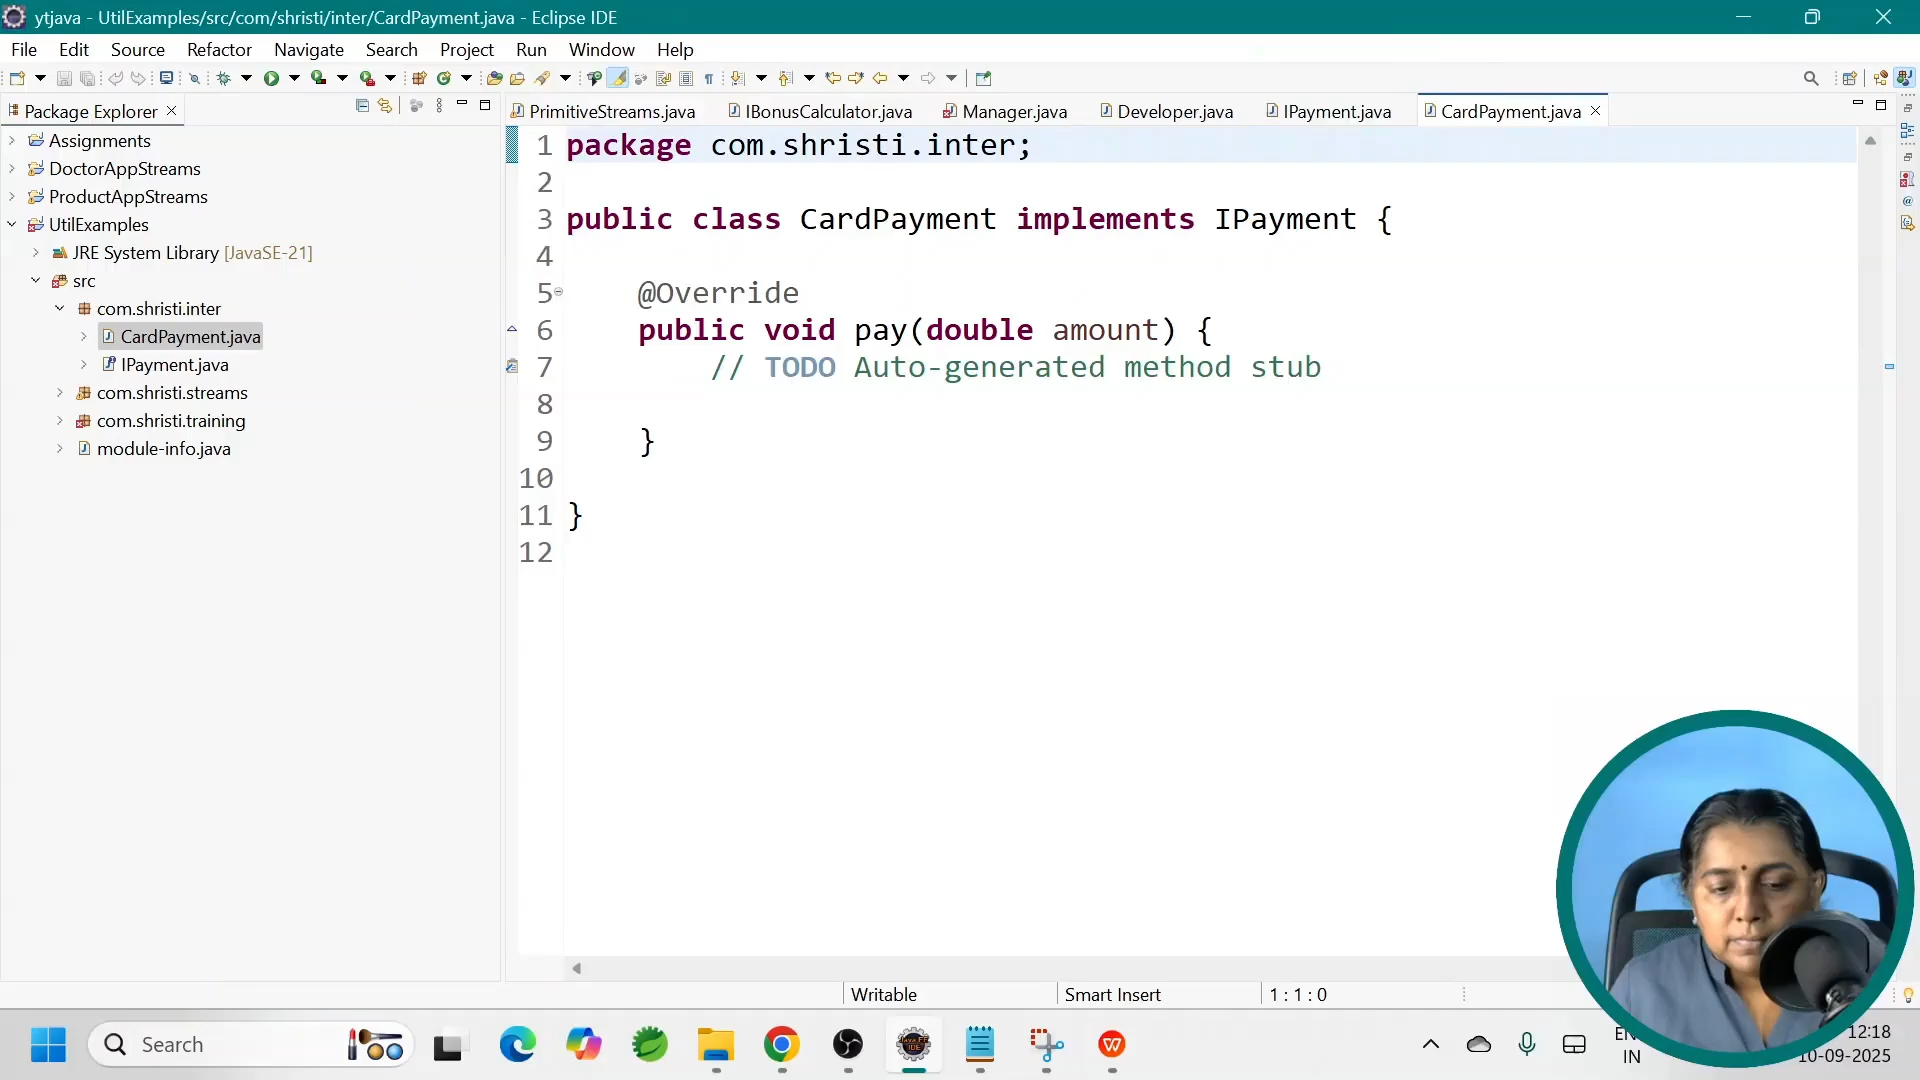 ytjava - UtilExamples/src/com/shristi/inter/CardPayment.java - Eclipse IDE
File Edit Source Refactor Navigate Search Project Run Window Help
Package Explorer
PrimitiveStreams.java IBonusCalculator.java Manager.java Developer.java IPayment.java CardPayment.java
Assignments
DoctorAppStreams
ProductAppStreams
UtilExamples
JRE System Library [JavaSE-21]
src
com.shristi.inter
CardPayment.java
IPayment.java
com.shristi.streams
com.shristi.training
module-info.java
1 package com.shristi.inter;
2
3 public class CardPayment implements IPayment {
4
5 @Override
6 public void pay(double amount) {
7 // TODO Auto-generated method stub
8
9 }
10
11 }
12
Writable Smart Insert 1 : 1 : 0
Search
IN
12:18
10-09-2025